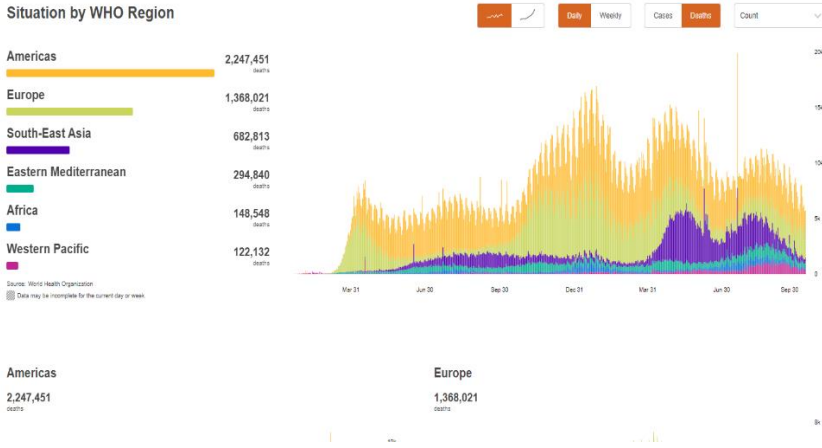 Situation by WHO Region
Daily Weekly Cases Deaths Count
Americas
2,247,451
deaths
Europe
1,368,021
deaths
South-East Asia
682,813
deaths
Eastern Mediterranean
294,840
deaths
Africa
148,548
deaths
Western Pacific
122,132
deaths
Source: World Health Organization
Data may be incomplete for the current day or week.
5k
0
Mar 31 Jun 30 Sep 30 Dec 31 Mar 31 Jun 30 Sep 30
Americas
2,247,451
deaths
Europe
1,368,021
deaths